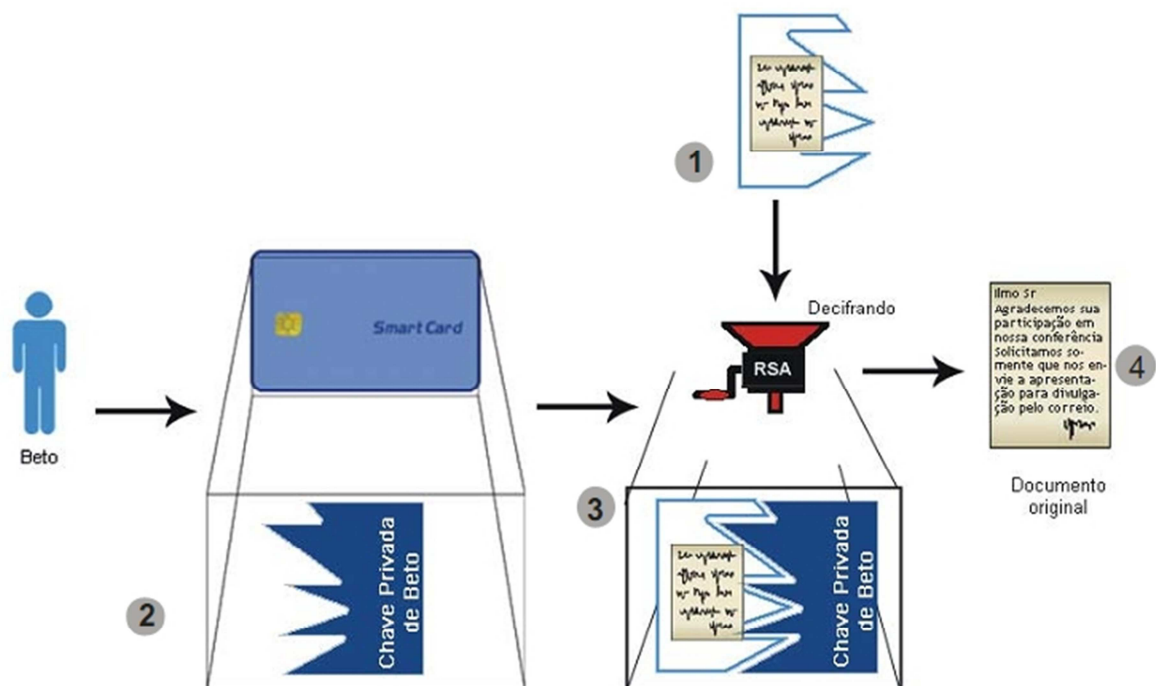 1
Decifrando
Smart Card
RSA
Ilmo Sr
Agradecemos sua
participação em
nossa conferência
Solicitamos so-
mente que nos en-
vie a apresenta-
ção para divulga-
ção pelo correio.
4
Beto
Documento
original
3
2
Chave Privada
de Beto
Chave Privada
de Beto